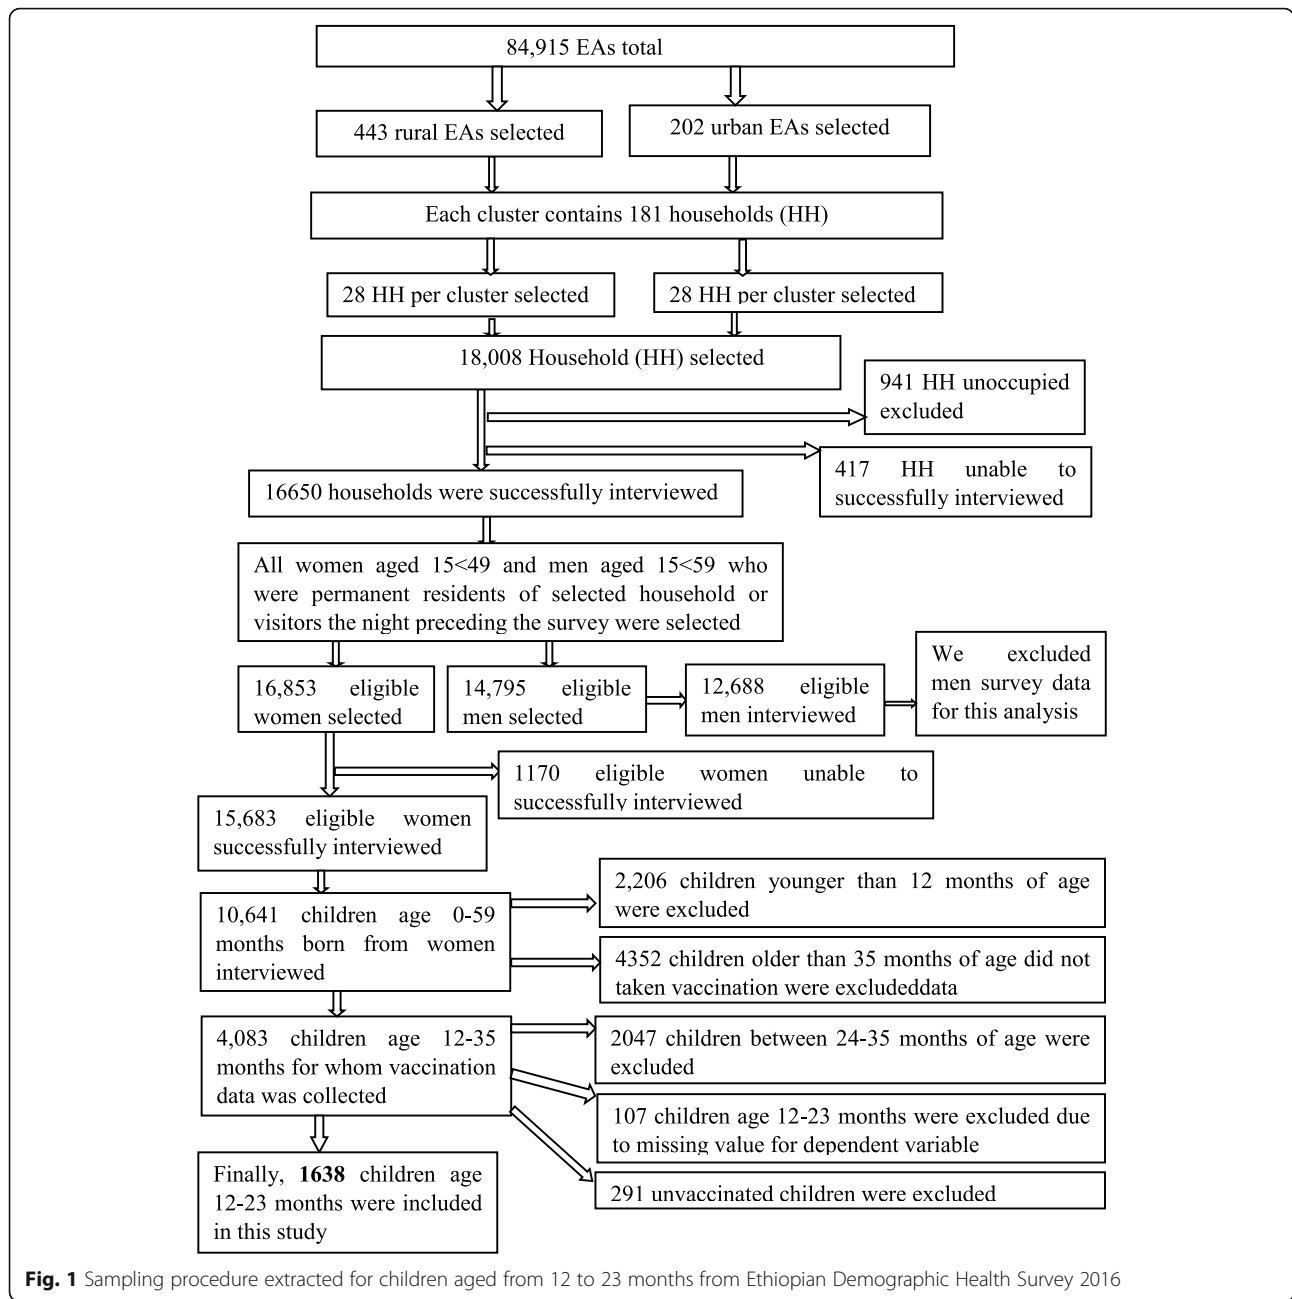 84,915 EAs total
443 rural EAs selected
202 urban EAs selected
Each cluster contains 181 households (HH)
28 HH per cluster selected
28 HH per cluster selected
18,008 Household (HH) selected
941 HH unoccupied
excluded
417 HH unable to
successfully interviewed
16650 households were successfully interviewed
All women aged 15<49 and men aged 15<59 who
were permanent residents of selected household or
visitors the night preceding the survey were selected
16,853 eligible
women selected
14,795 eligible
men selected
12,688 eligible
men interviewed
We excluded
men survey data
for this analysis
1170 eligible women unable to
successfully interviewed
15,683 eligible women
successfully interviewed
2,206 children younger than 12 months of age
were excluded
10,641 children age 0-59
months born from women
interviewed
4352 children older than 35 months of age did not
taken vaccination were excludeddata
4,083 children age 12-35
months for whom vaccination
data was collected
2047 children between 24-35 months of age were
excluded
107 children age 12-23 months were excluded due
to missing value for dependent variable
291 unvaccinated children were excluded
Finally, 1638 children age
12-23 months were included
in this study
Fig. 1 Sampling procedure extracted for children aged from 12 to 23 months from Ethiopian Demographic Health Survey 2016